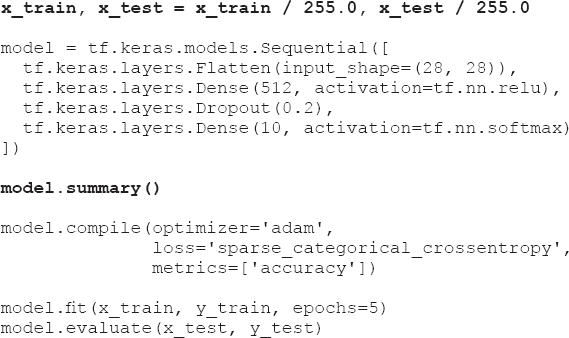 x_train, x_test = x_train / 255.0, x_test / 255.0
model = tf.keras.models.Sequential([
  tf.keras.layers.Flatten(input_shape=(28, 28)),
  tf.keras.layers.Dense(512, activation=tf.nn.relu),
  tf.keras.layers.Dropout(0.2),
  tf.keras.layers.Dense(10, activation=tf.nn.softmax)
])
model.summary()
model.compile(optimizer='adam',
              loss='sparse_categorical_crossentropy',
              metrics=['accuracy'])
model.fit(x_train, y_train, epochs=5)
model.evaluate(x_test, y_test)